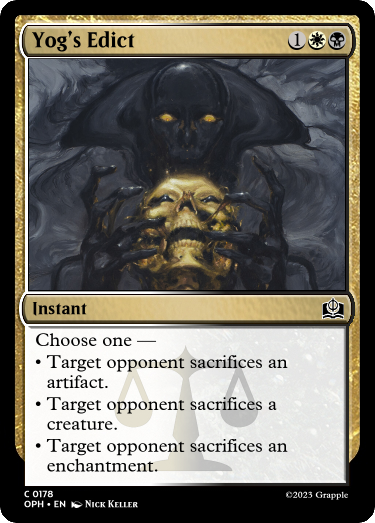 Yog's Edict 1
Instant
Choose one —
• Target opponent sacrifices an
artifact.
• Target opponent sacrifices a
creature.
• Target opponent sacrifices an
enchantment.
C 0178
OPH • EN Nick Keller
©2023 Grapple